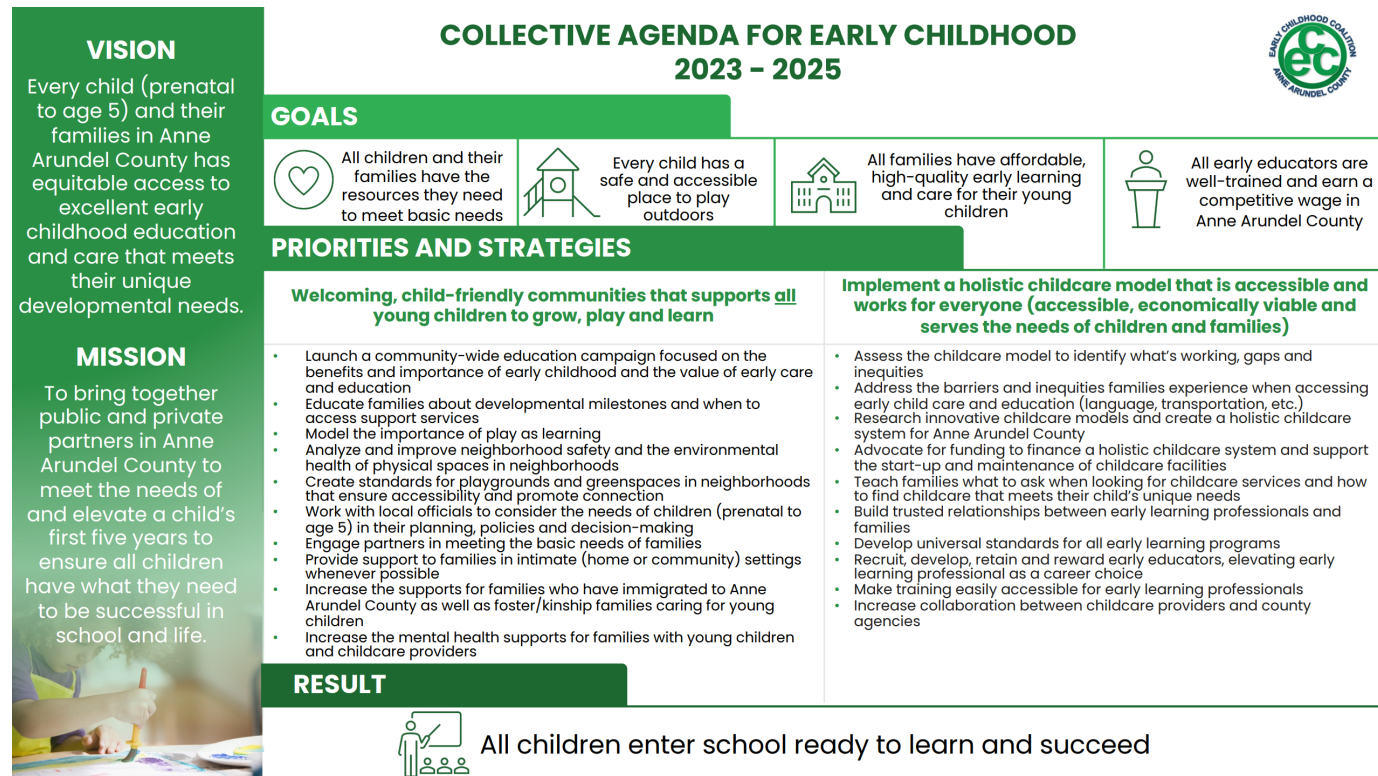 VISION
Every child (prenatal
to age 5) and their
families in Anne
Arundel County has
equitable access to
excellent early
childhood education
and care that meets
their unique
developmental needs.
MISSION
To bring together
public and private
partners in Anne
Arundel County to
meet the needs of
and elevate a child's
first five years to
ensure all children
have what they need
to be successful in
school and life.
COLLECTIVE AGENDA FOR EARLY CHILDHOOD
2023 – 2025
EARLY CHILDHOOD COALITION
cec
ANNE ARUNDEL COUNTY
GOALS
All children and their
families have the
resources they need
to meet basic needs
Every child has a
safe and accessible
place to play
outdoors
All families have affordable,
high-quality early learning
and care for their young
children
All early educators are
well-trained and earn a
competitive wage in
Anne Arundel County
PRIORITIES AND STRATEGIES
Welcoming, child-friendly communities that supports all
young children to grow, play and learn
• Launch a community-wide education campaign focused on the
benefits and importance of early childhood and the value of early care
and education
• Educate families about developmental milestones and when to
access support services
• Model the importance of play as learning
• Analyze and improve neighborhood safety and the environmental
health of physical spaces in neighborhoods
• Create standards for playgrounds and greenspaces in neighborhoods
that ensure accessibility and promote connection
• Work with local officials to consider the needs of children (prenatal to
age 5) in their planning, policies and decision-making
• Engage partners in meeting the basic needs of families
• Provide support to families in intimate (home or community) settings
whenever possible
• Increase the supports for families who have immigrated to Anne
Arundel County as well as foster/kinship families caring for young
children
• Increase the mental health supports for families with young children
and childcare providers
Implement a holistic childcare model that is accessible and
works for everyone (accessible, economically viable and
serves the needs of children and families)
• Assess the childcare model to identify what's working, gaps and
inequities
• Address the barriers and inequities families experience when accessing
early child care and education (language, transportation, etc.)
• Research innovative childcare models and create a holistic childcare
system for Anne Arundel County
• Advocate for funding to finance a holistic childcare system and support
the start-up and maintenance of childcare facilities
• Teach families what to ask when looking for childcare services and how
to find childcare that meets their child's unique needs
• Build trusted relationships between early learning professionals and
families
• Develop universal standards for all early learning programs
• Recruit, develop, retain and reward early educators, elevating early
learning professional as a career choice
• Make training easily accessible for early learning professionals
• Increase collaboration between childcare providers and county
agencies
RESULT
All children enter school ready to learn and succeed